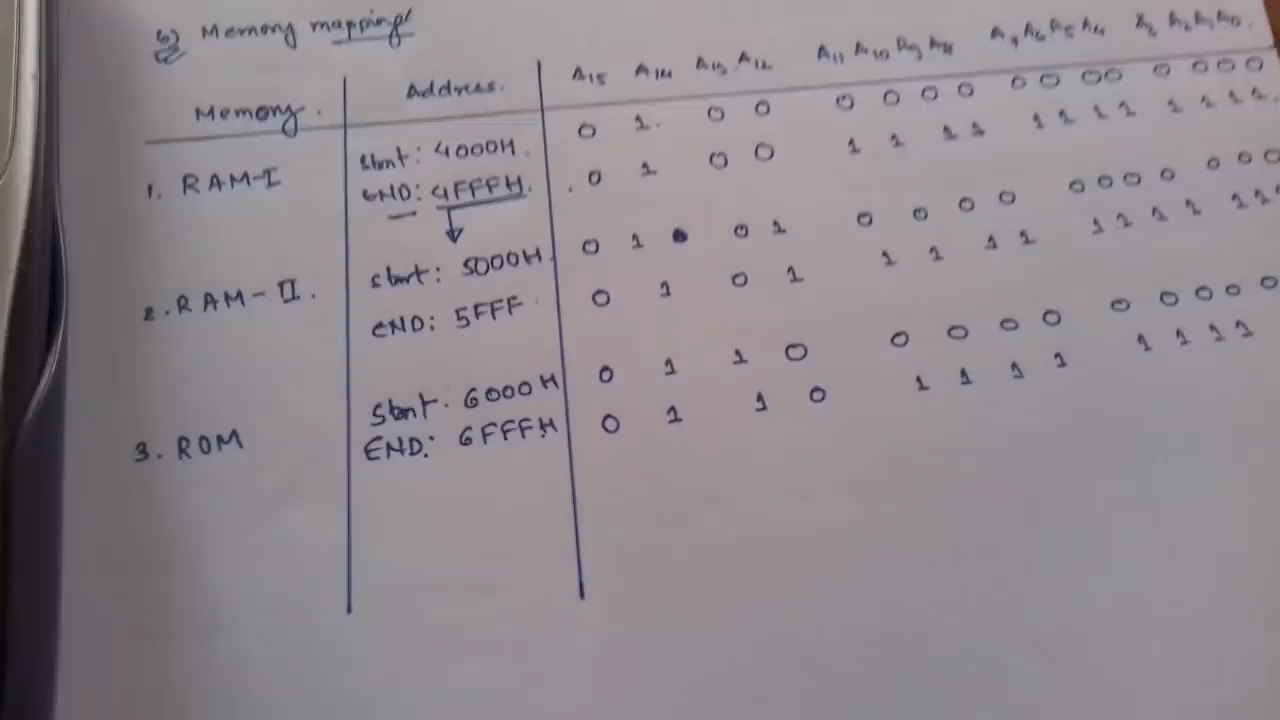 6) Memory mapping
Memory. Address. A15 A14 A13 A12 A11 A10 A9 A8 A7 A6 A5 A4 A3 A2 A1 A0.
1. RAM-I Start: 4000H. 0 1. 0 0 0 0 0 0 0 0 0 0 0 0 0 0
END: 4FFFH. 0 1 0 0 1 1 1 1 1 1 1 1 1 1 1 1
2. RAM-II. Start: 5000H. 0 1 0 1 0 0 0 0 0 0 0 0 0 0 0
END: 5FFF 0 1 0 1 1 1 1 1 1 1 1 1 1 1 1
3. ROM Start. 6000H 0 1 1 0 0 0 0 0 0 0 0 0 0
END: 6FFFH. 0 1 1 0 1 1 1 1 1 1 1 1